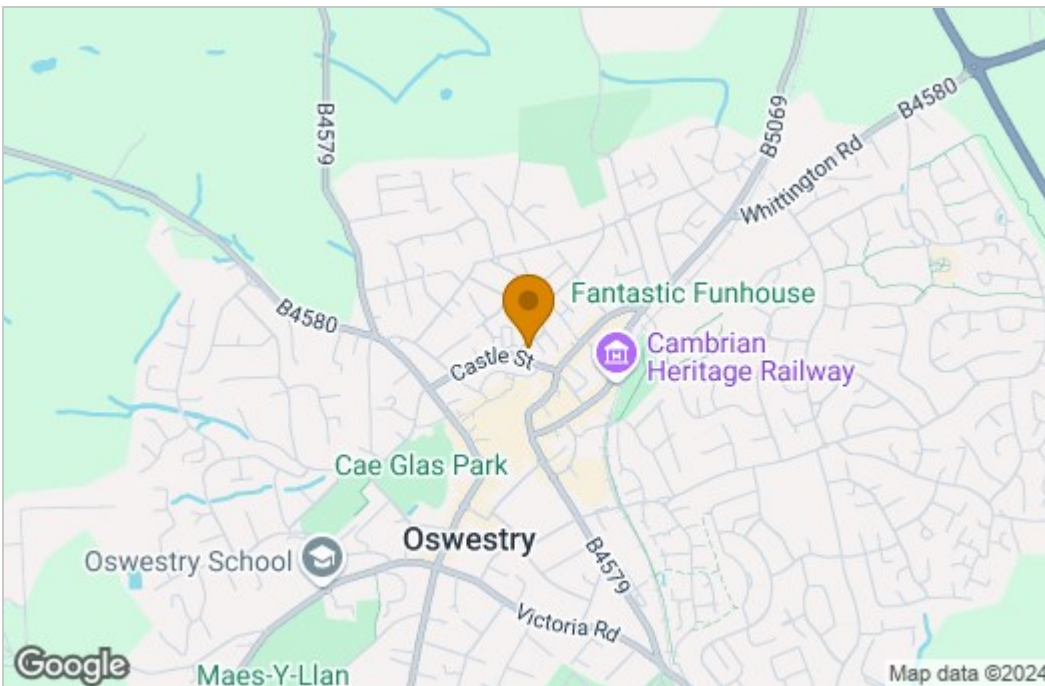 B4579
B5069
B4580
Whittington Rd
B4580
Fantastic Funhouse
Castle St
Cambrian
Heritage Railway
Cae Glas Park
Oswestry
Oswestry School
B4579
Victoria Rd
Maes-Y-Llan
Google
Map data ©2024